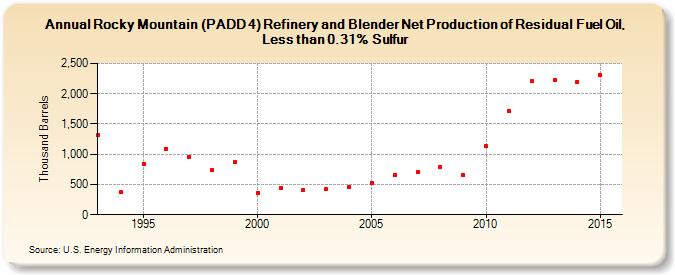 Annual Rocky Mountain (PADD 4) Refinery and Blender Net Production of Residual Fuel Oil,
Less than 0.31% Sulfur
Thousand Barrels
2,500
2,000
1,500
1,000
500
0
1995
2000
2005
2010
2015
Source: U.S. Energy Information Administration